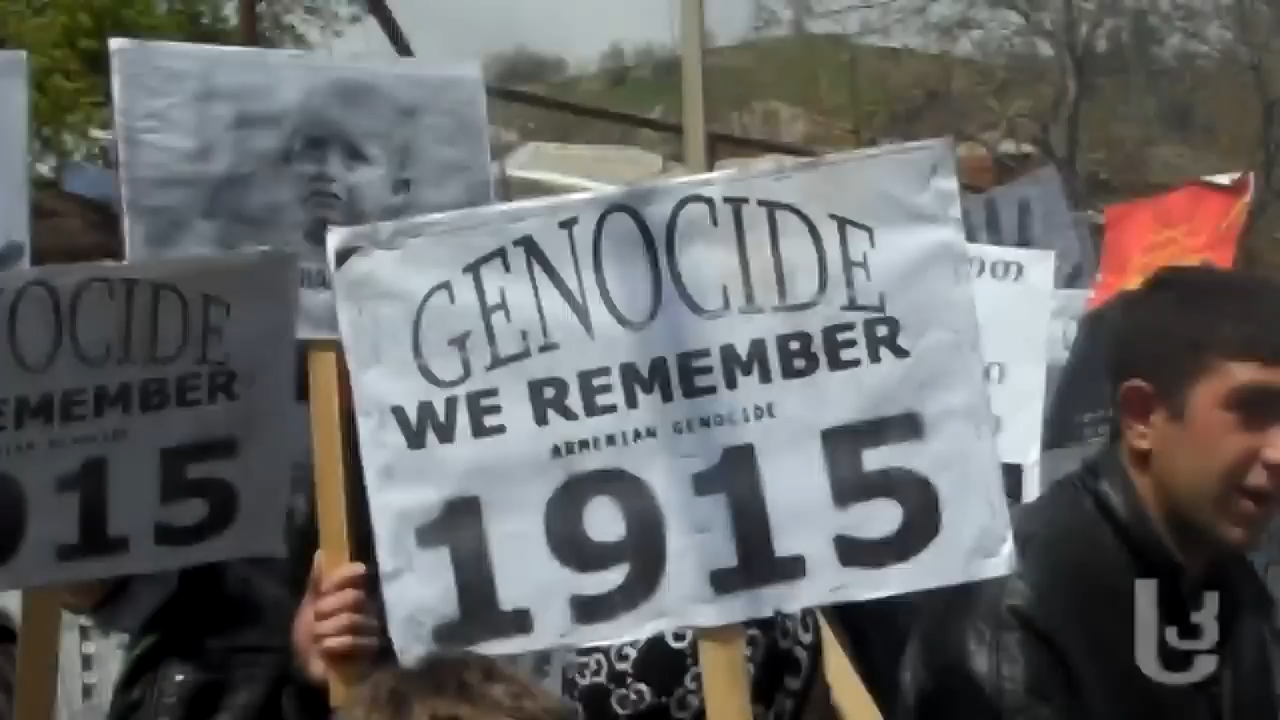 GENOCIDE
WE REMEMBER
ARMENIAN GENOCIDE
1915
OCIDE
EMEMBER
915